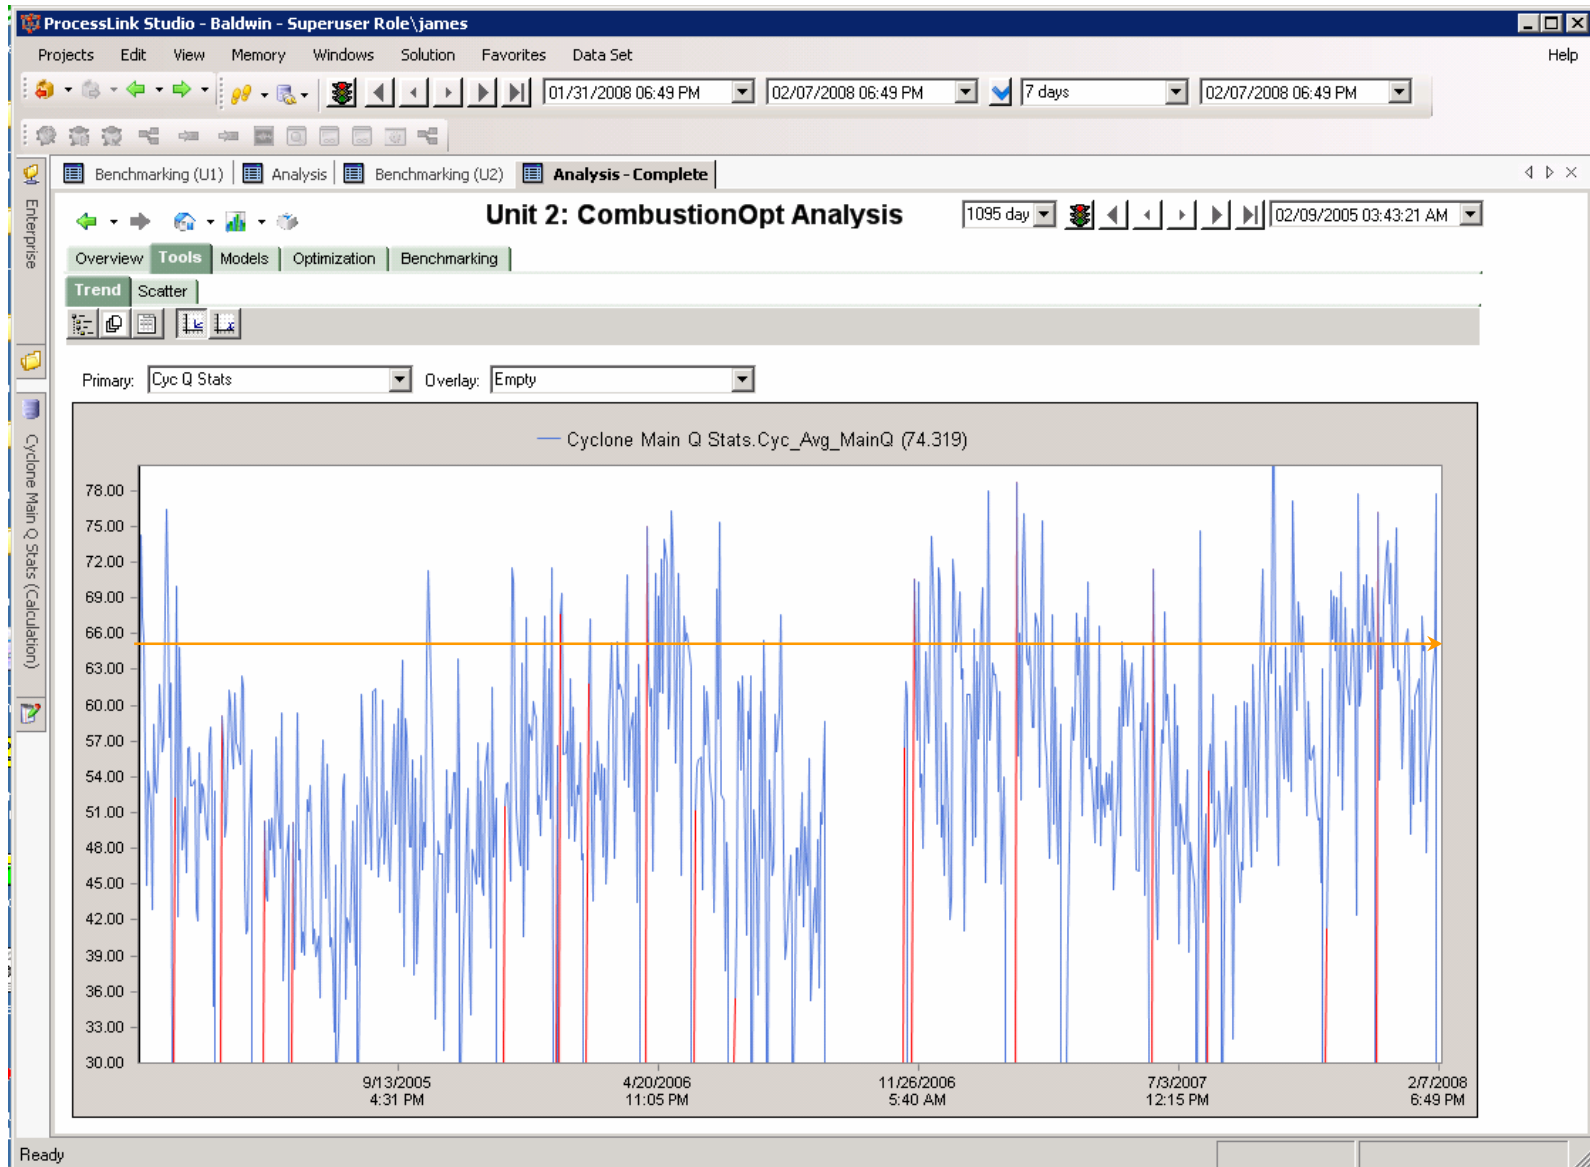 ProcessLink Studio - Baldwin - Superuser Role\james
Projects Edit View Memory Windows Solution Favorites Data Set Help
01/31/2008 06:49 PM 02/07/2008 06:49 PM 7 days 02/07/2008 06:49 PM
Benchmarking (U1) Analysis Benchmarking (U2) Analysis - Complete
Enterprise
Cyclone Main Q Stats (Calculation)
Unit 2: CombustionOpt Analysis 1095 day 02/09/2005 03:43:21 AM
Overview Tools Models Optimization Benchmarking
Trend Scatter
Primary: Cyc Q Stats Overlay: Empty
Cyclone Main Q Stats.Cyc_Avg_MainQ (74.319)
78.00
75.00
72.00
69.00
66.00
63.00
60.00
57.00
54.00
51.00
48.00
45.00
42.00
39.00
36.00
33.00
30.00
9/13/2005 4/20/2006 11/26/2006 7/3/2007 2/7/2008
4:31 PM 11:05 PM 5:40 AM 12:15 PM 6:49 PM
Ready